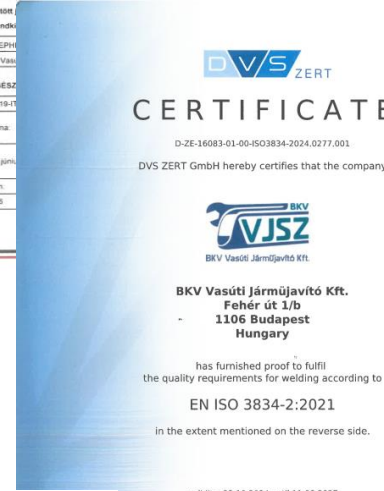 DVS ZERT
CERTIFICATE
D-ZE-16083-01-00-ISO3834-2024.0277.001
DVS ZERT GmbH hereby certifies that the company
BKV
VJSZ
BKV Vasúti Járműjavító Kft.
BKV Vasúti Járműjavító Kft.
Fehér út 1/b
1106 Budapest
Hungary
has furnished proof to fulfil
the quality requirements for welding according to
EN ISO 3834-2:2021
in the extent mentioned on the reverse side.